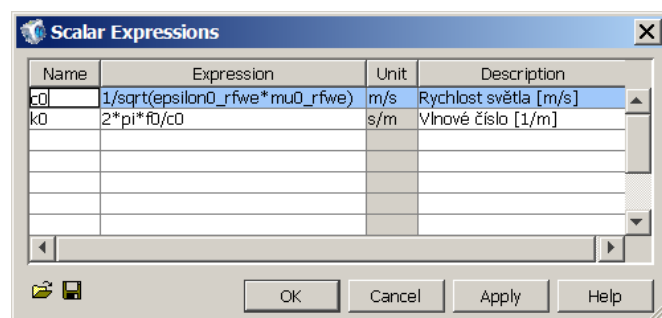 Scalar Expressions
Name Expression Unit Description
c0 1/sqrt(epsilon0_rfwe*mu0_rfwe) m/s Rychlost světla [m/s]
k0 2*pi*f0/c0 s/m Vlnové číslo [1/m]
OK Cancel Apply Help